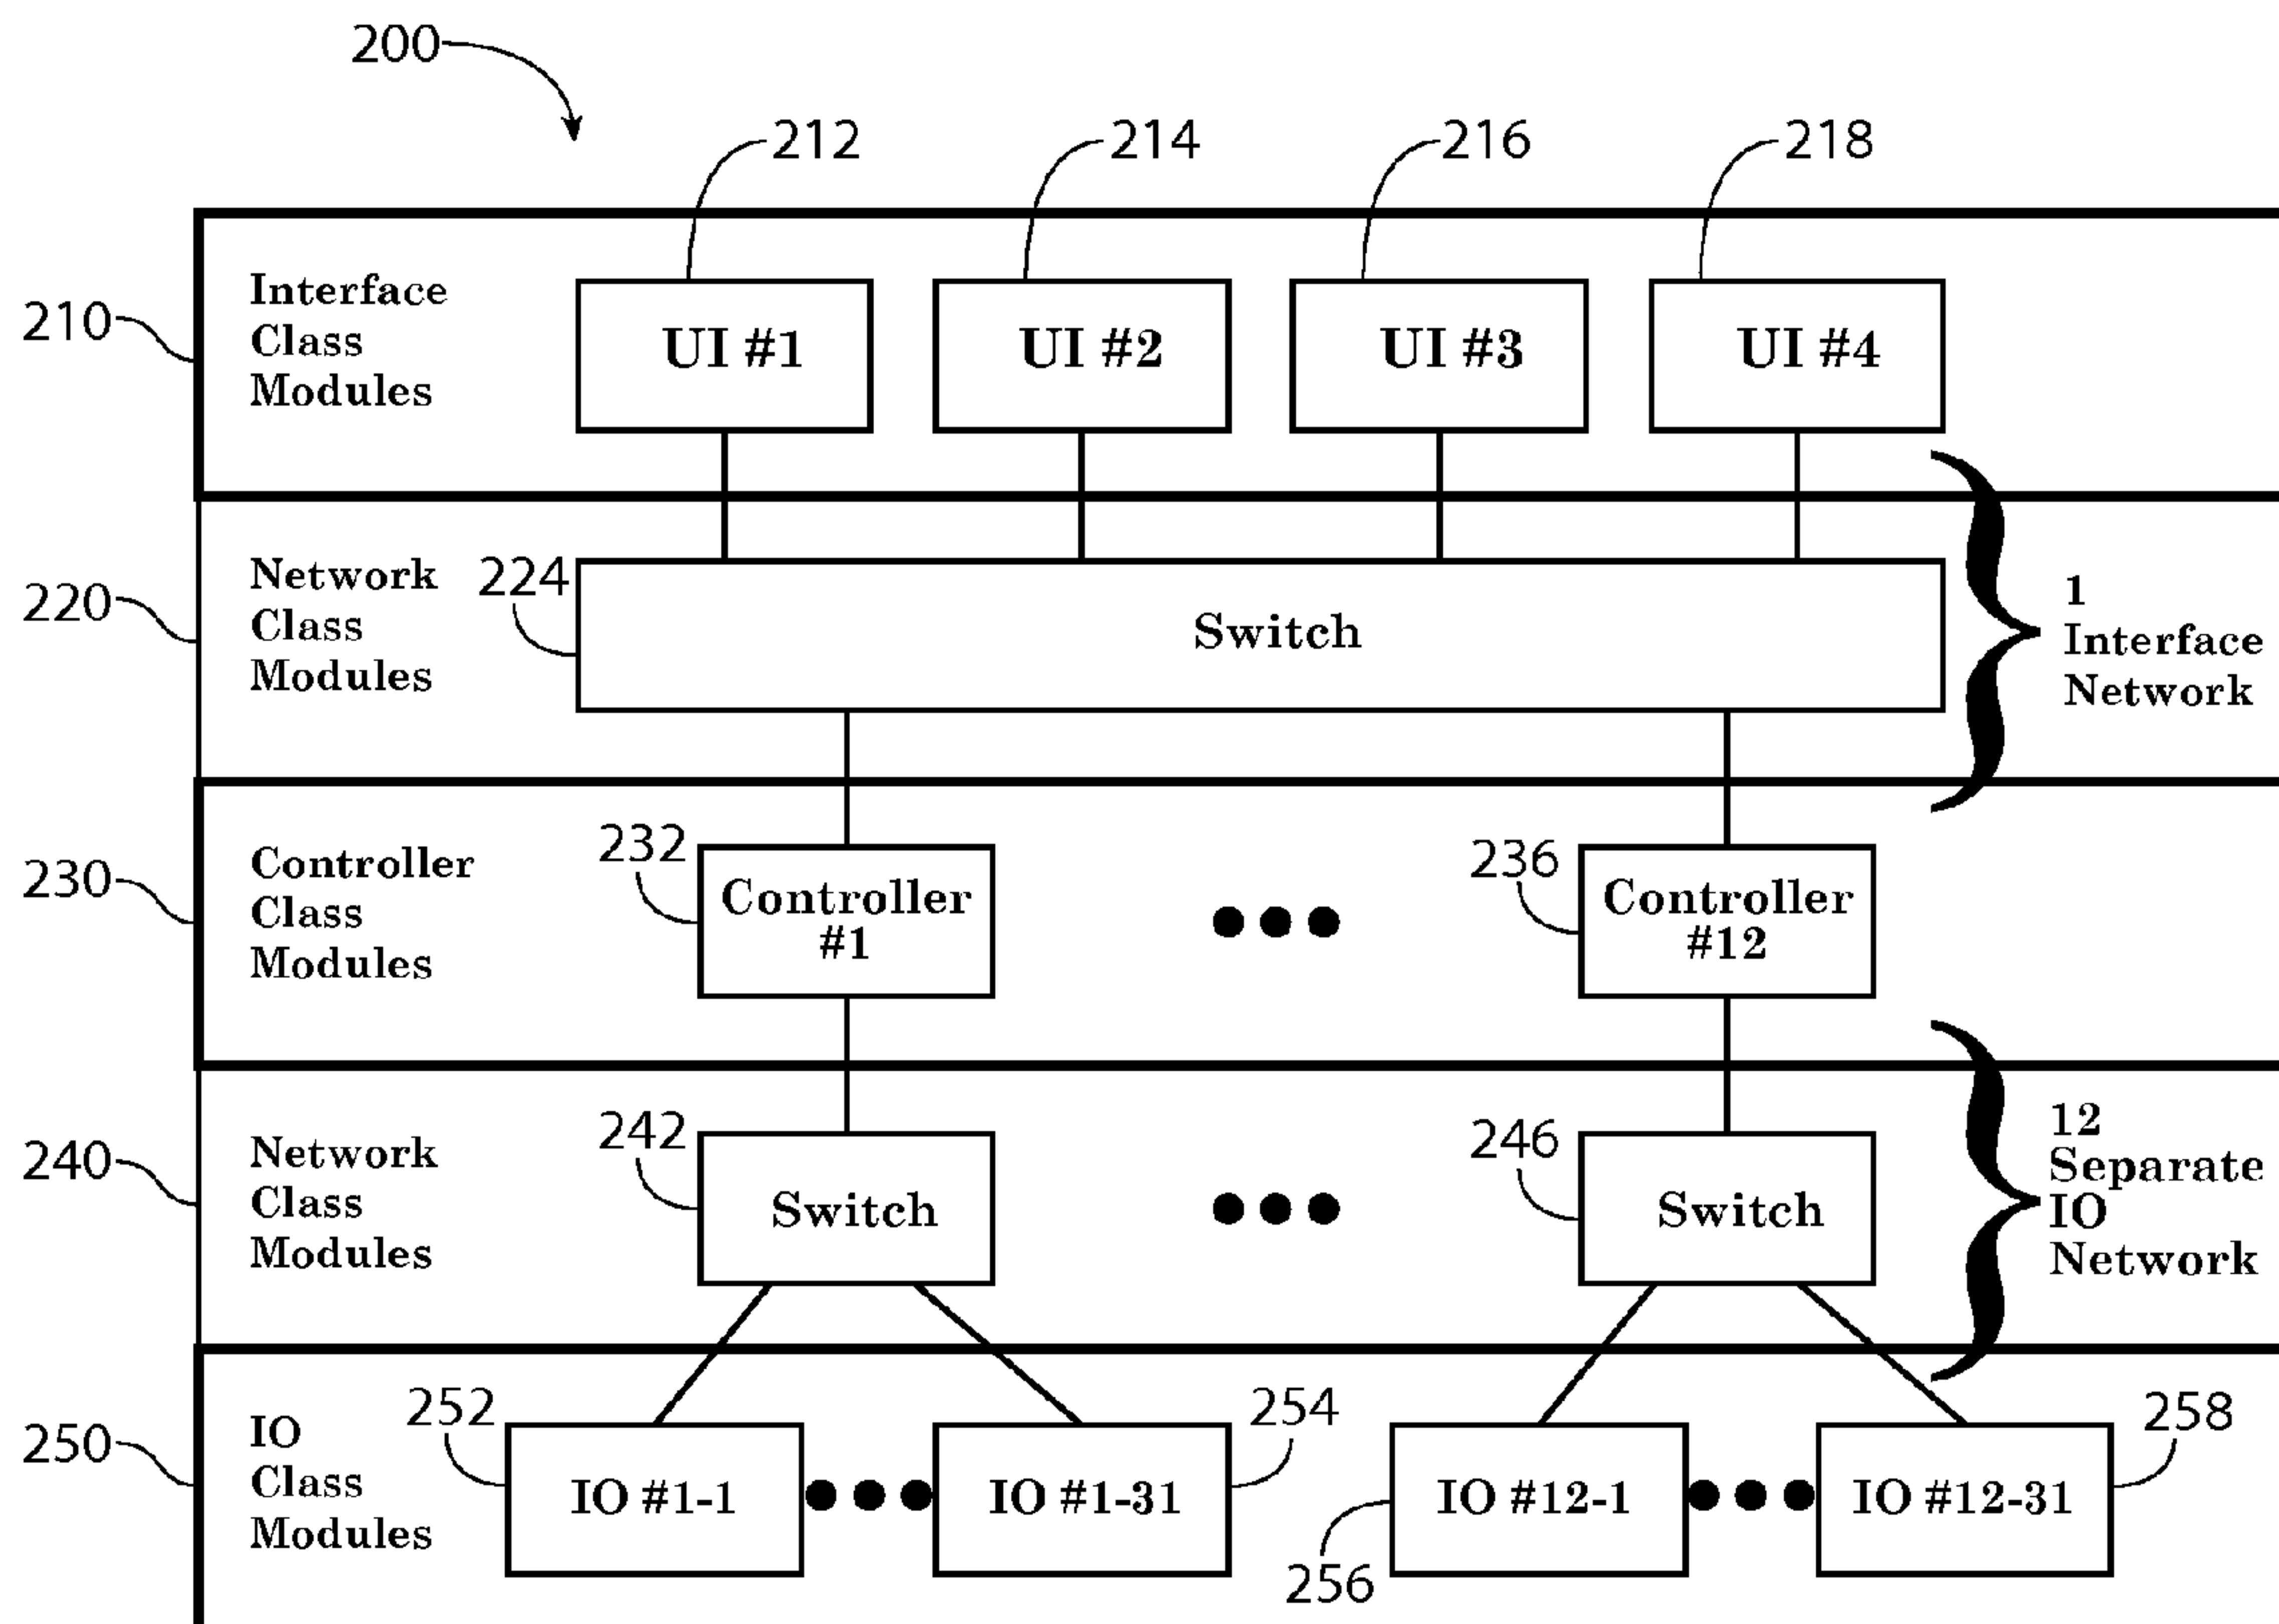 200
212
214
216
218
210
Interface
Class
Modules
UI #1
UI #2
UI #3
UI #4
220
Network
Class
Modules
224
Switch
1
Interface
Network
230
Controller
Class
Modules
232
Controller
#1
236
Controller
#12
240
Network
Class
Modules
242
Switch
246
Switch
12
Separate
IO
Network
250
IO
Class
Modules
252
IO #1-1
254
IO #1-31
256
IO #12-1
258
IO #12-31